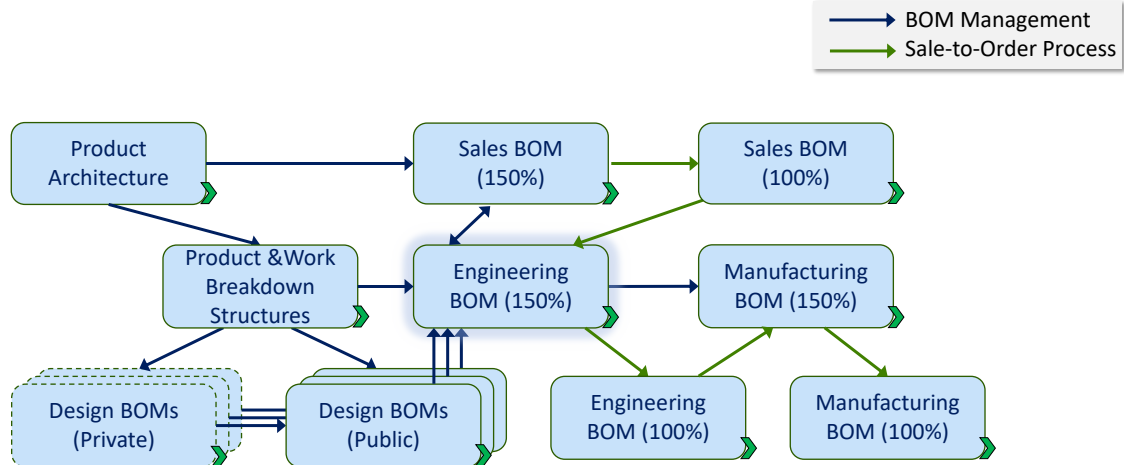 BOM Management
Sale-to-Order Process
Product
Architecture
Sales BOM
(150%)
Sales BOM
(100%)
Product &Work
Breakdown
Structures
Engineering
BOM (150%)
Manufacturing
BOM (150%)
Design BOMs
(Private)
Design BOMs
(Public)
Engineering
BOM (100%)
Manufacturing
BOM (100%)